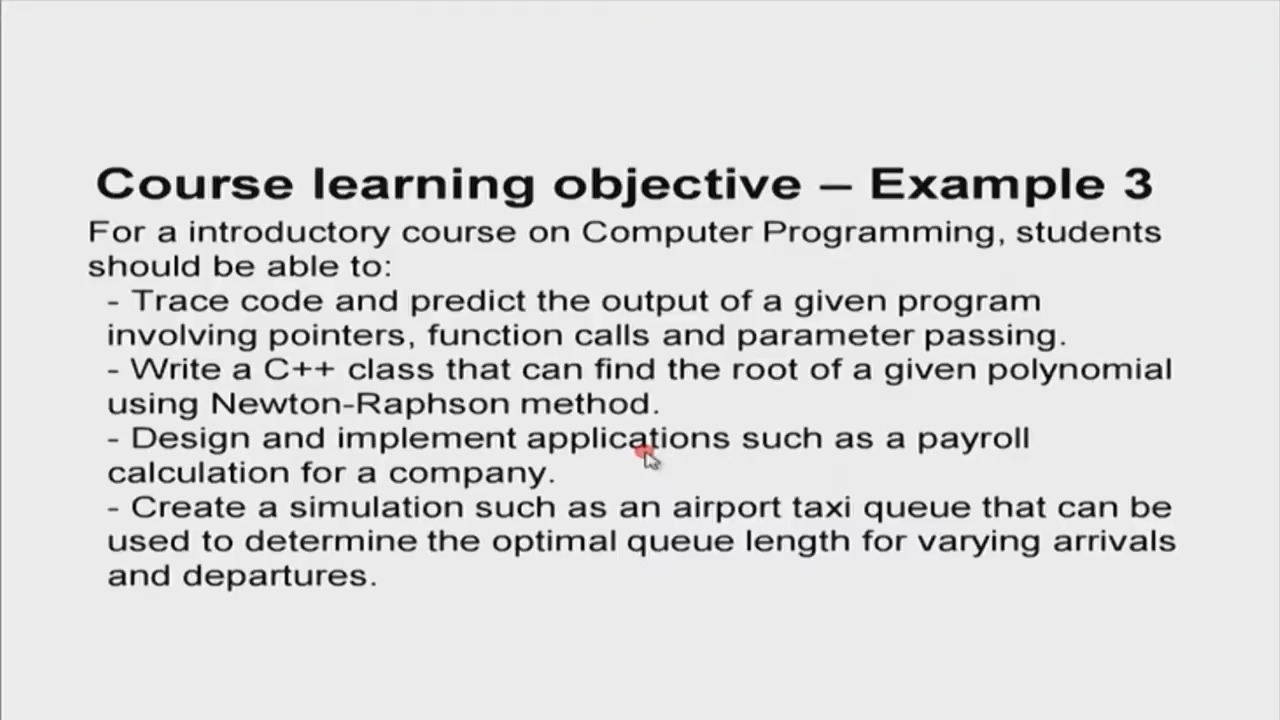 Course learning objective – Example 3
For a introductory course on Computer Programming, students
should be able to:
- Trace code and predict the output of a given program
involving pointers, function calls and parameter passing.
- Write a C++ class that can find the root of a given polynomial
using Newton-Raphson method.
- Design and implement applications such as a payroll
calculation for a company.
- Create a simulation such as an airport taxi queue that can be
used to determine the optimal queue length for varying arrivals
and departures.